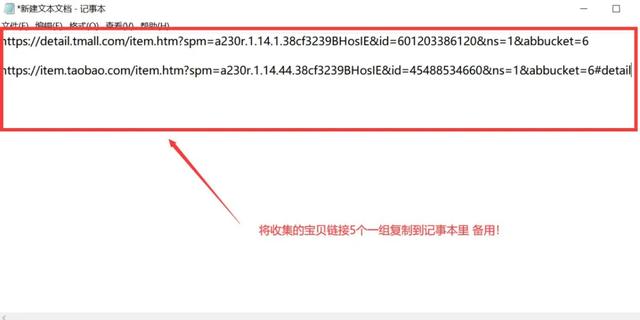 *新建文本文档 - 记事本
文件(F) 编辑(E) 格式(O) 查看(V) 帮助(H)
https://detail.tmall.com/item.htm?spm=a230r.1.14.1.38cf3239BHosIE&id=601203386120&ns=1&abbucket=6
https://item.taobao.com/item.htm?spm=a230r.1.14.44.38cf3239BHosIE&id=45488534660&ns=1&abbucket=6#detail
将收集的宝贝链接5个一组复制到记事本里 备用！